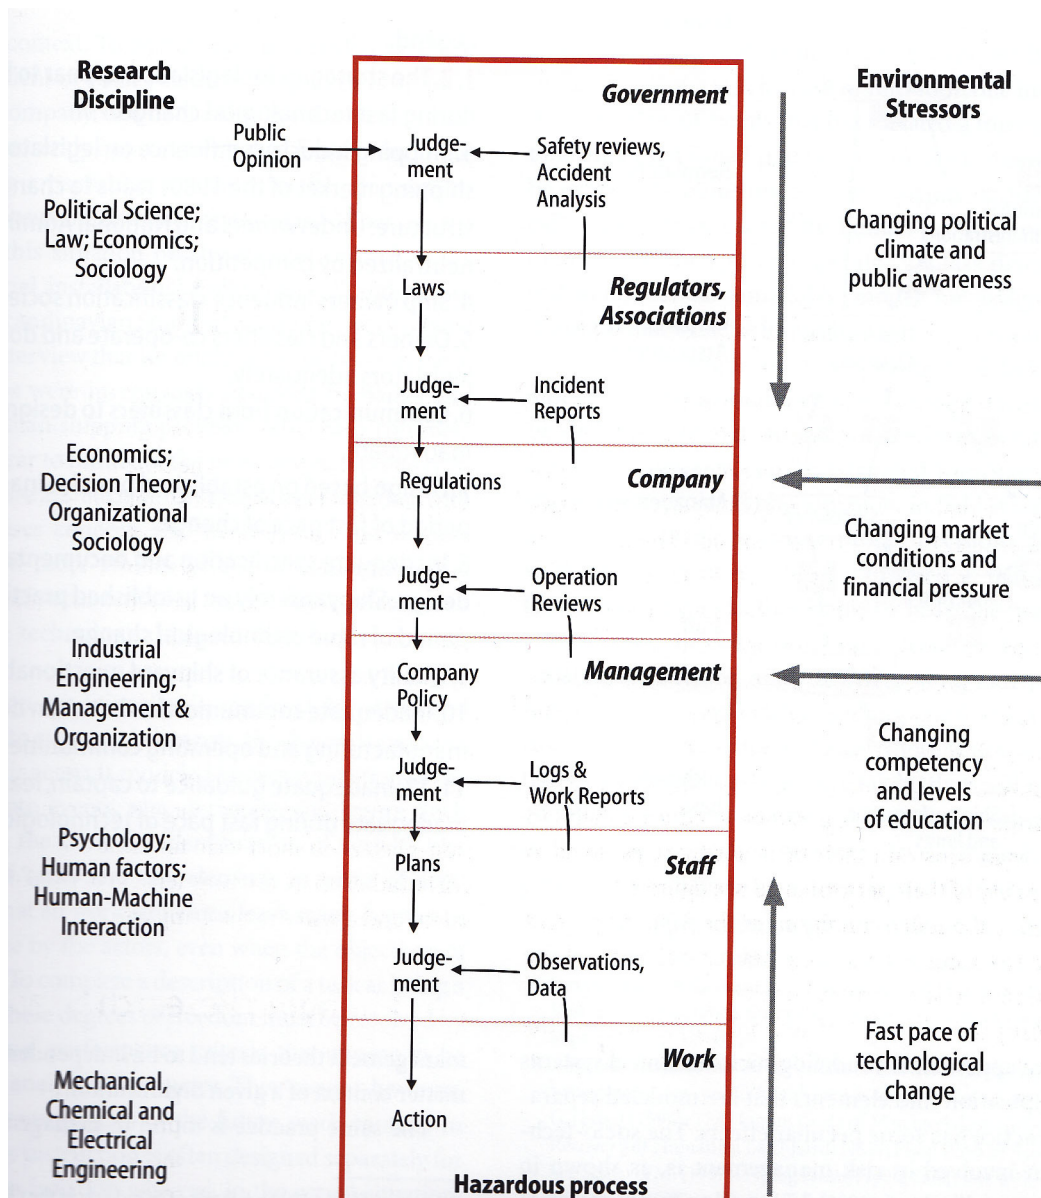 Research
Discipline
Government
Environmental
Stressors
Public
Opinion
Judge-
ment
Safety reviews,
Accident
Analysis
Political Science;
Law; Economics;
Sociology
Changing political
climate and
public awareness
Laws
Regulators,
Associations
Judge-
ment
Incident
Reports
Economics;
Decision Theory;
Organizational
Sociology
Regulations
Company
Changing market
conditions and
financial pressure
Judge-
ment
Operation
Reviews
Industrial
Engineering;
Management &
Organization
Company
Policy
Management
Changing
competency
and levels
of education
Judge-
ment
Logs &
Work Reports
Psychology;
Human factors;
Human-Machine
Interaction
Plans
Staff
Judge-
ment
Observations,
Data
Work
Fast pace of
technological
change
Mechanical,
Chemical and
Electrical
Engineering
Action
Hazardous process